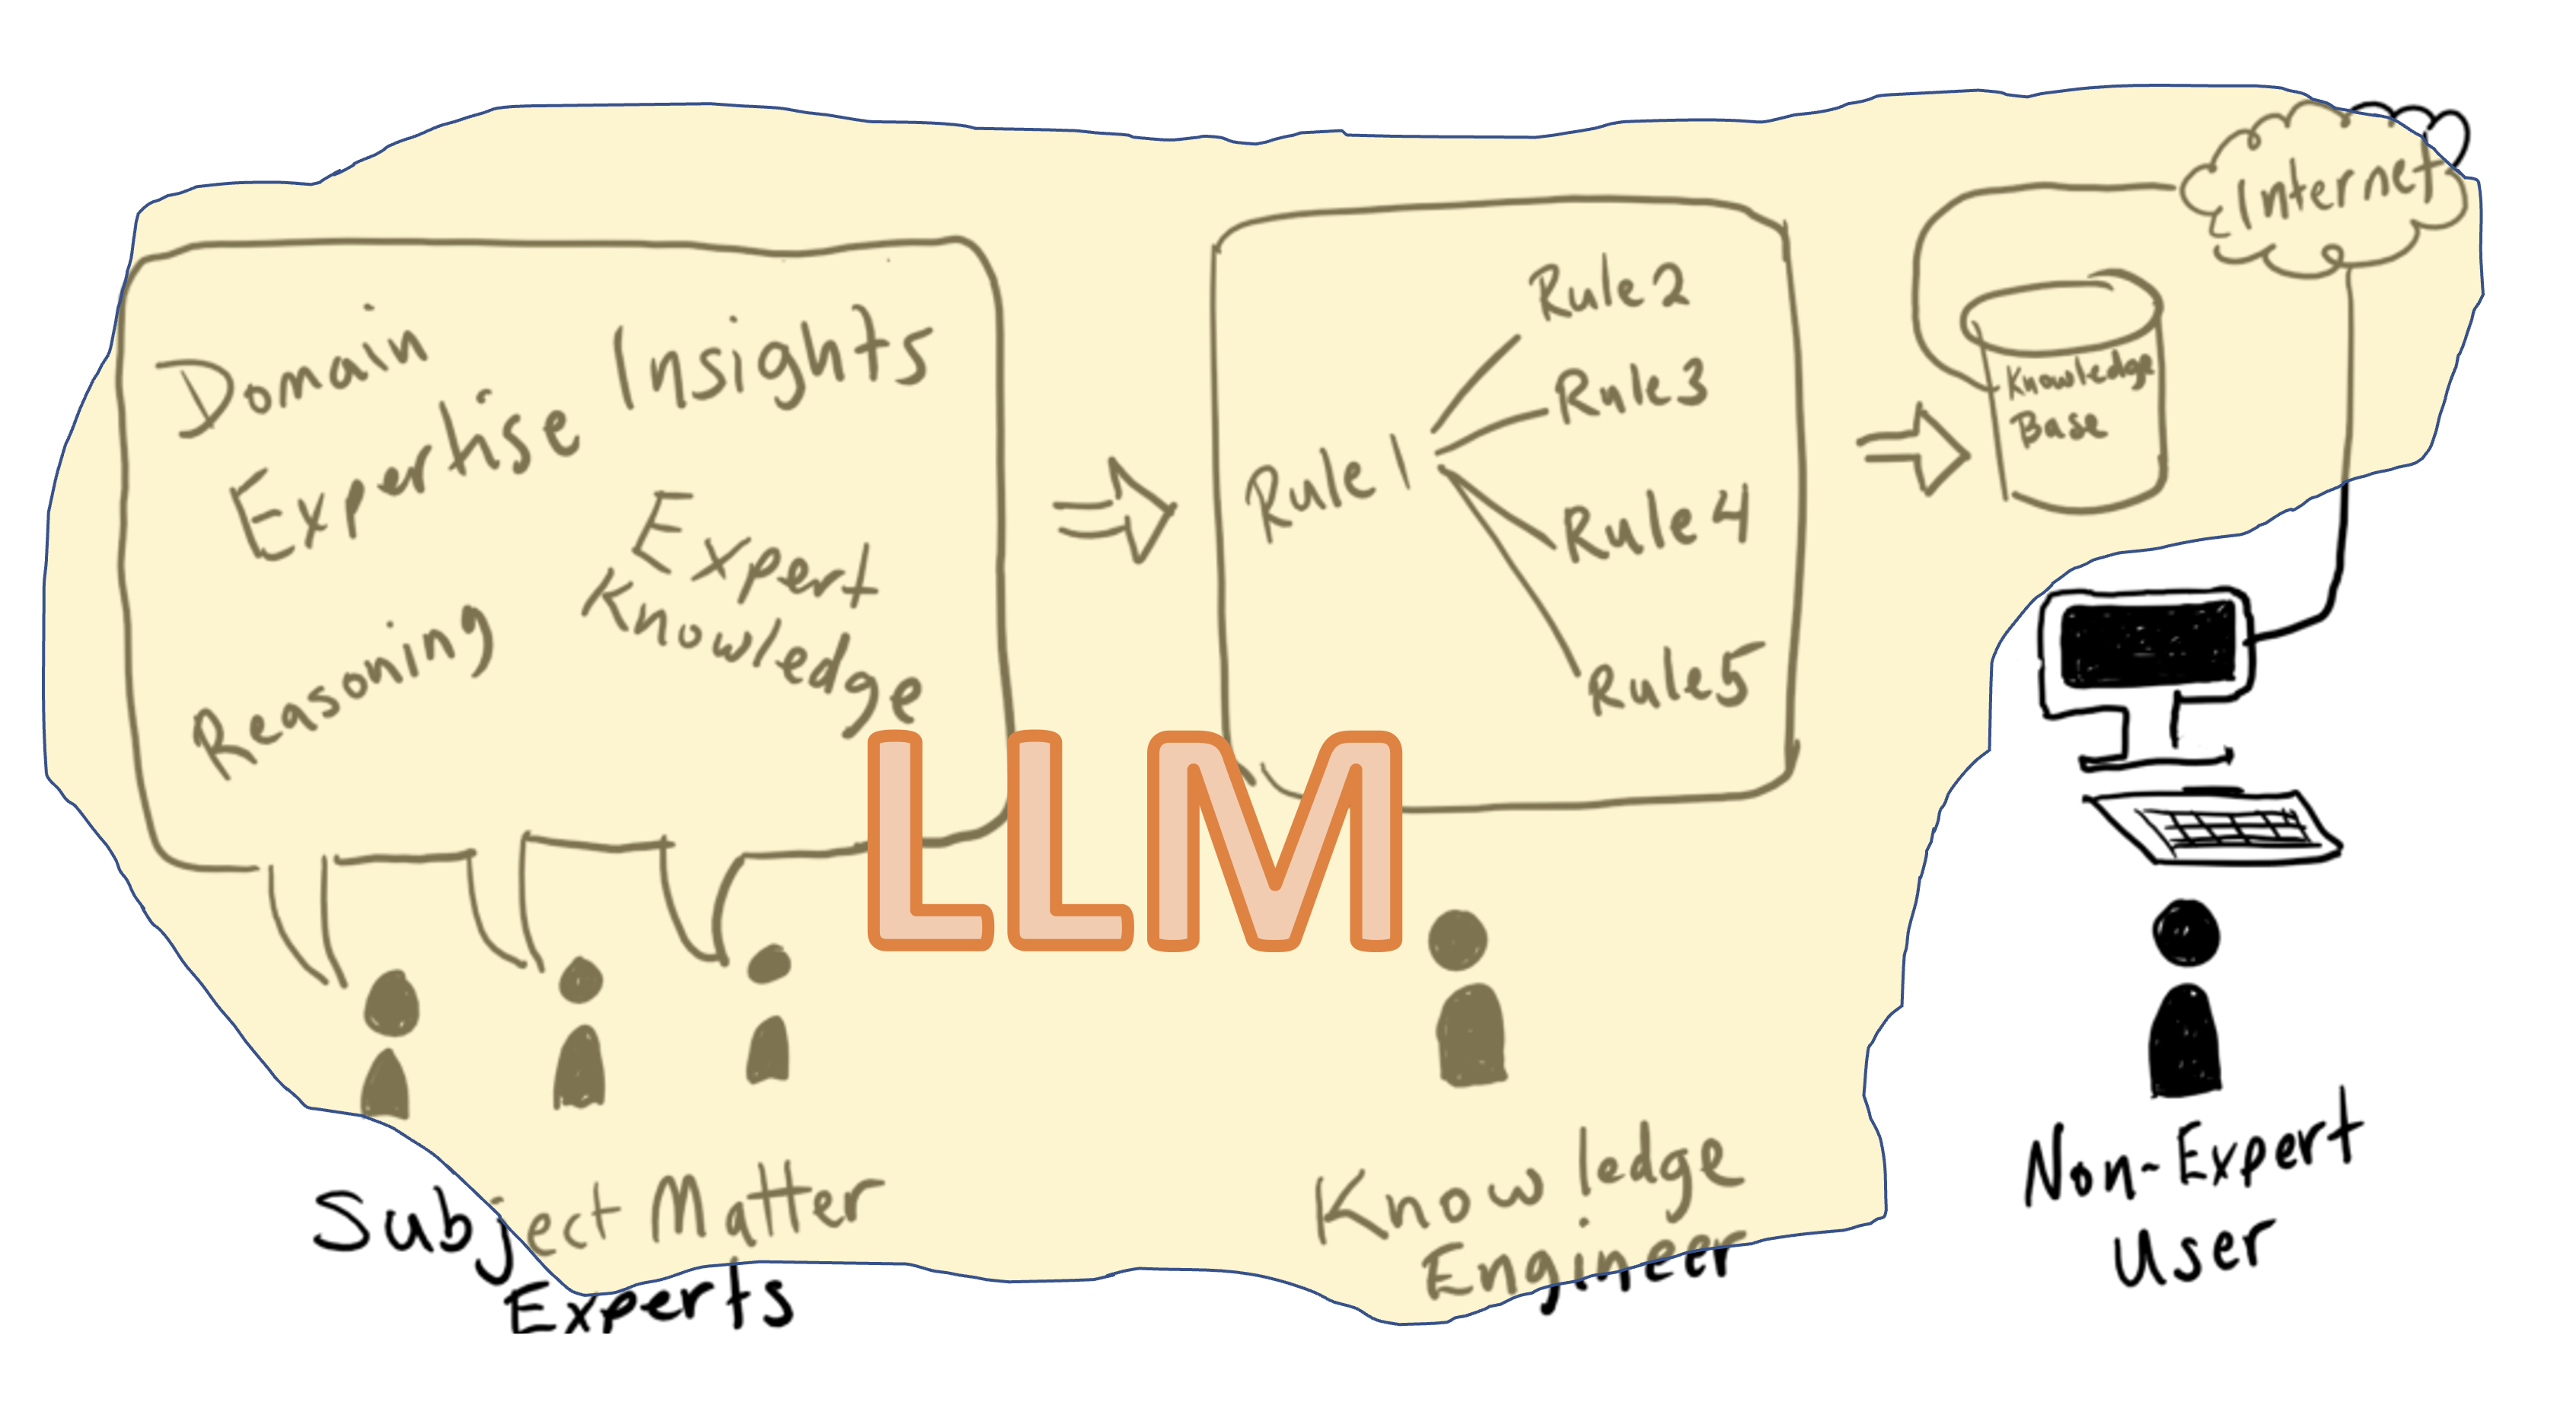 Domain
Expertise
Insights
Expert
Knowledge
Reasoning
Rule 1
Rule 2
Rule 3
Rule 4
Rule 5
Internet
Knowledge
Base
LLM
Subject Matter
Experts
Knowledge
Engineer
Non-Expert
User